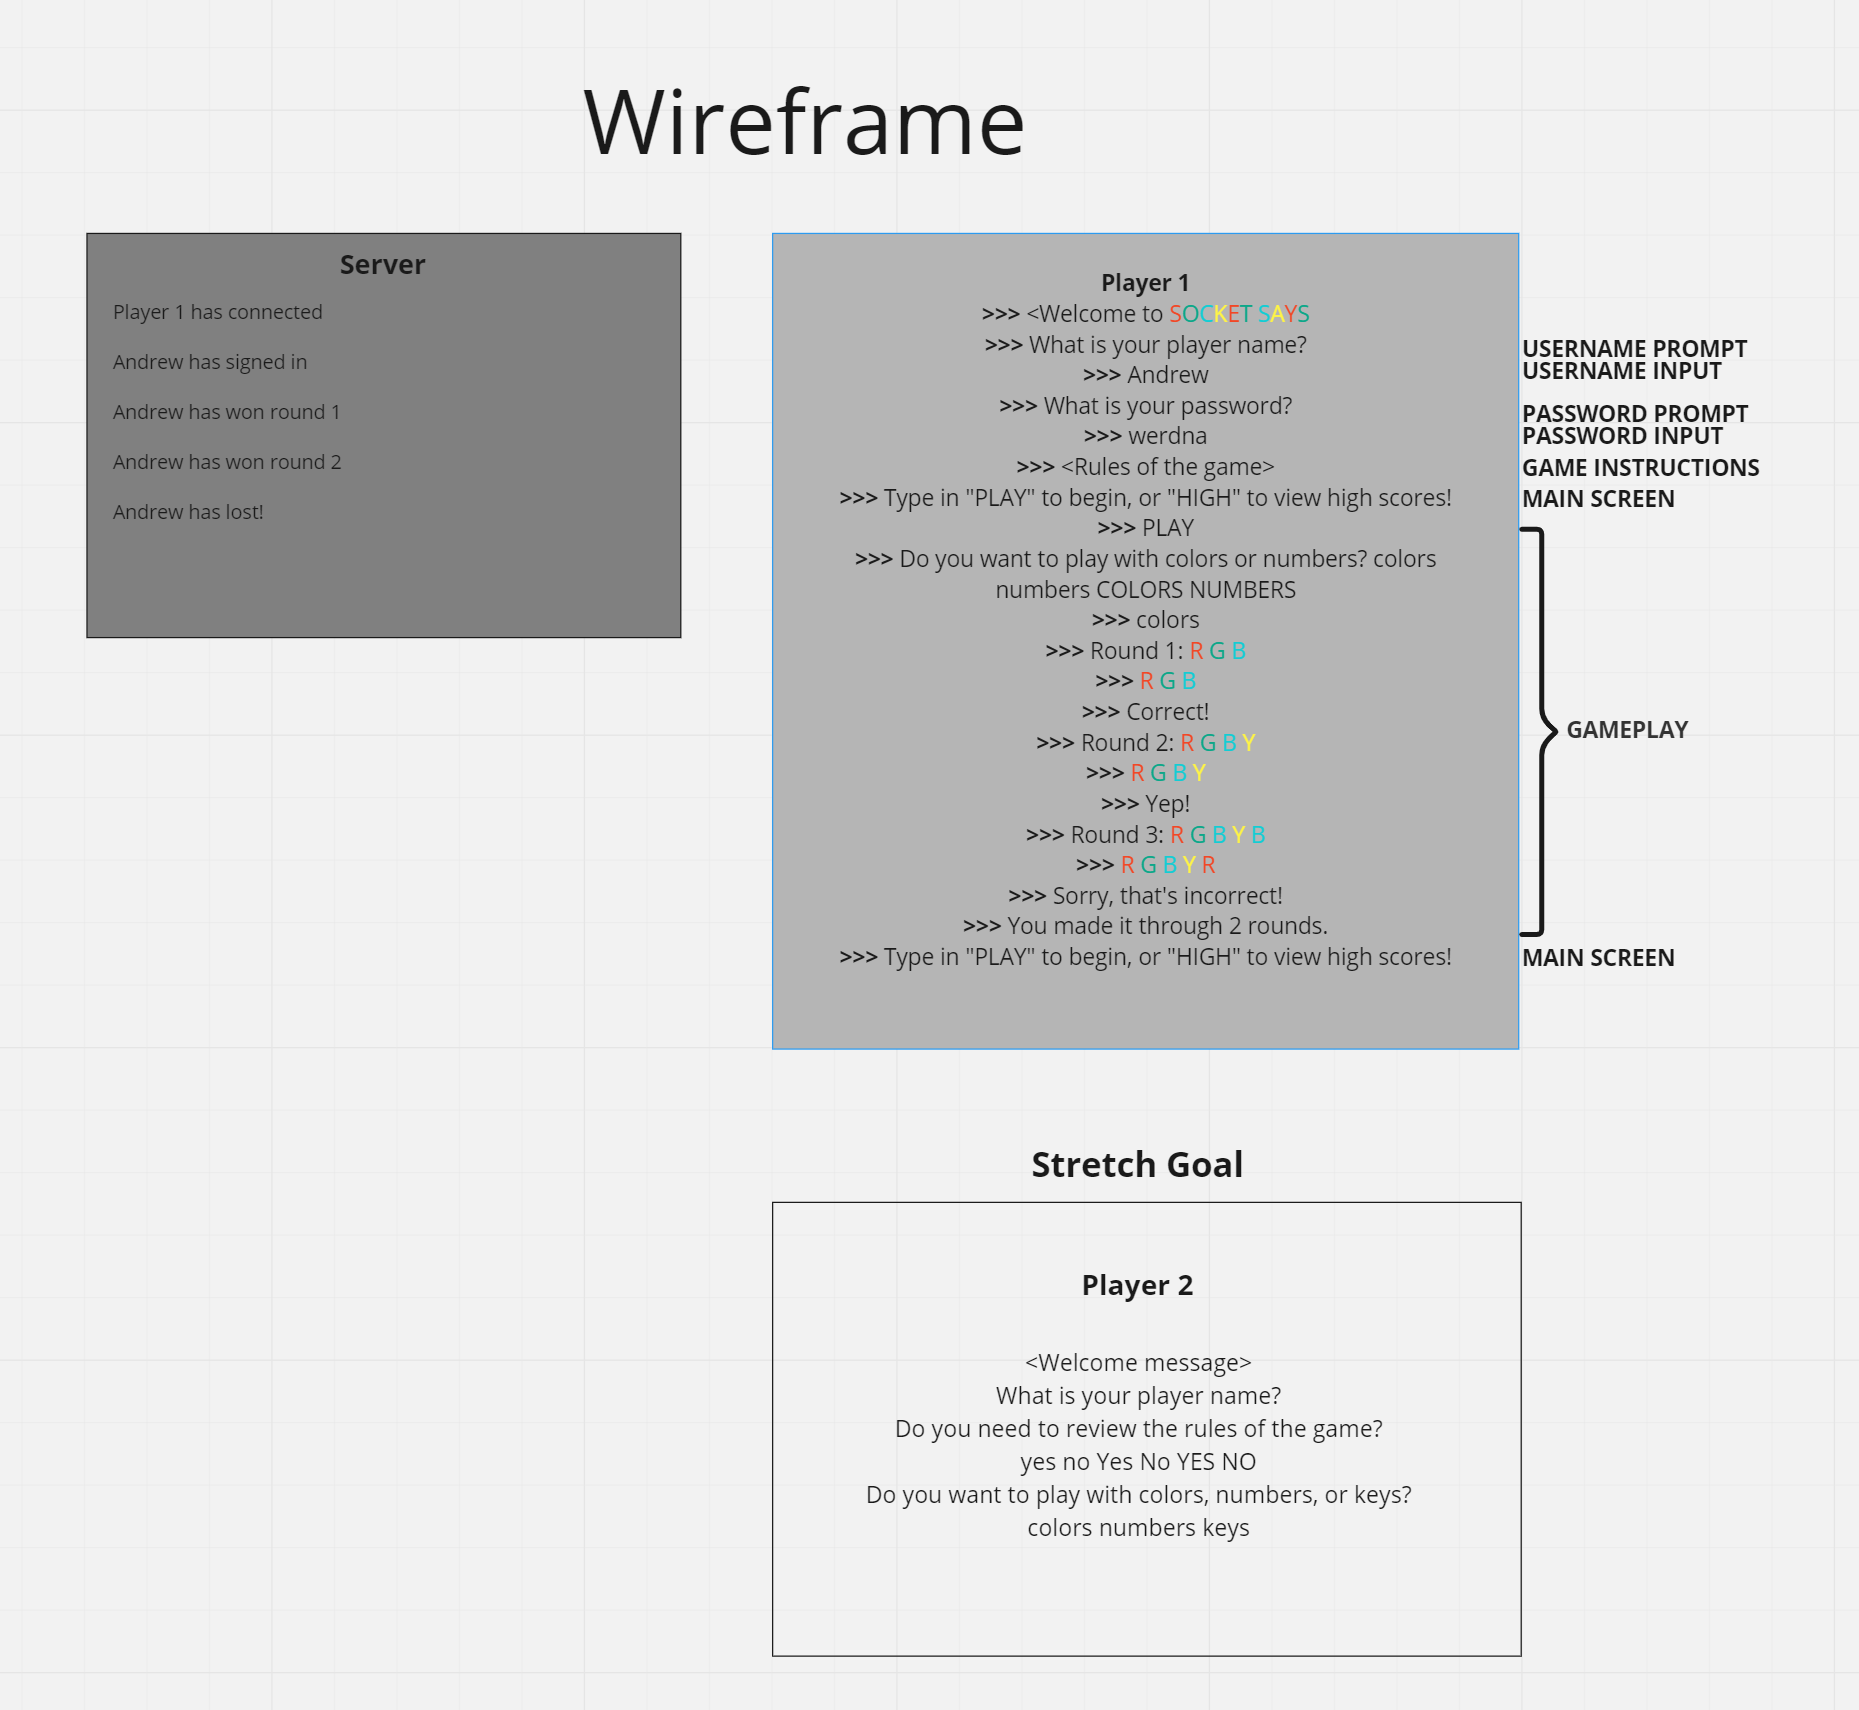 Wireframe
Server
Player 1 has connected
Andrew has signed in
Andrew has won round 1
Andrew has won round 2
Andrew has lost!
Player 1
>>> <Welcome to SOCKET SAYS
>>> What is your player name?
>>> Andrew
>>> What is your password?
>>> werdna
>>> <Rules of the game>
>>> Type in "PLAY" to begin, or "HIGH" to view high scores!
>>> PLAY
>>> Do you want to play with colors or numbers? colors
numbers COLORS NUMBERS
>>> colors
>>> Round 1: R G B
>>> R G B
>>> Correct!
>>> Round 2: R G B Y
>>> R G B Y
>>> Yep!
>>> Round 3: R G B Y B
>>> R G B Y R
>>> Sorry, that's incorrect!
>>> You made it through 2 rounds.
>>> Type in "PLAY" to begin, or "HIGH" to view high scores!
USERNAME PROMPT
USERNAME INPUT
PASSWORD PROMPT
PASSWORD INPUT
GAME INSTRUCTIONS
MAIN SCREEN
GAMEPLAY
MAIN SCREEN
Stretch Goal
Player 2
<Welcome message>
What is your player name?
Do you need to review the rules of the game?
yes no Yes No YES NO
Do you want to play with colors, numbers, or keys?
colors numbers keys